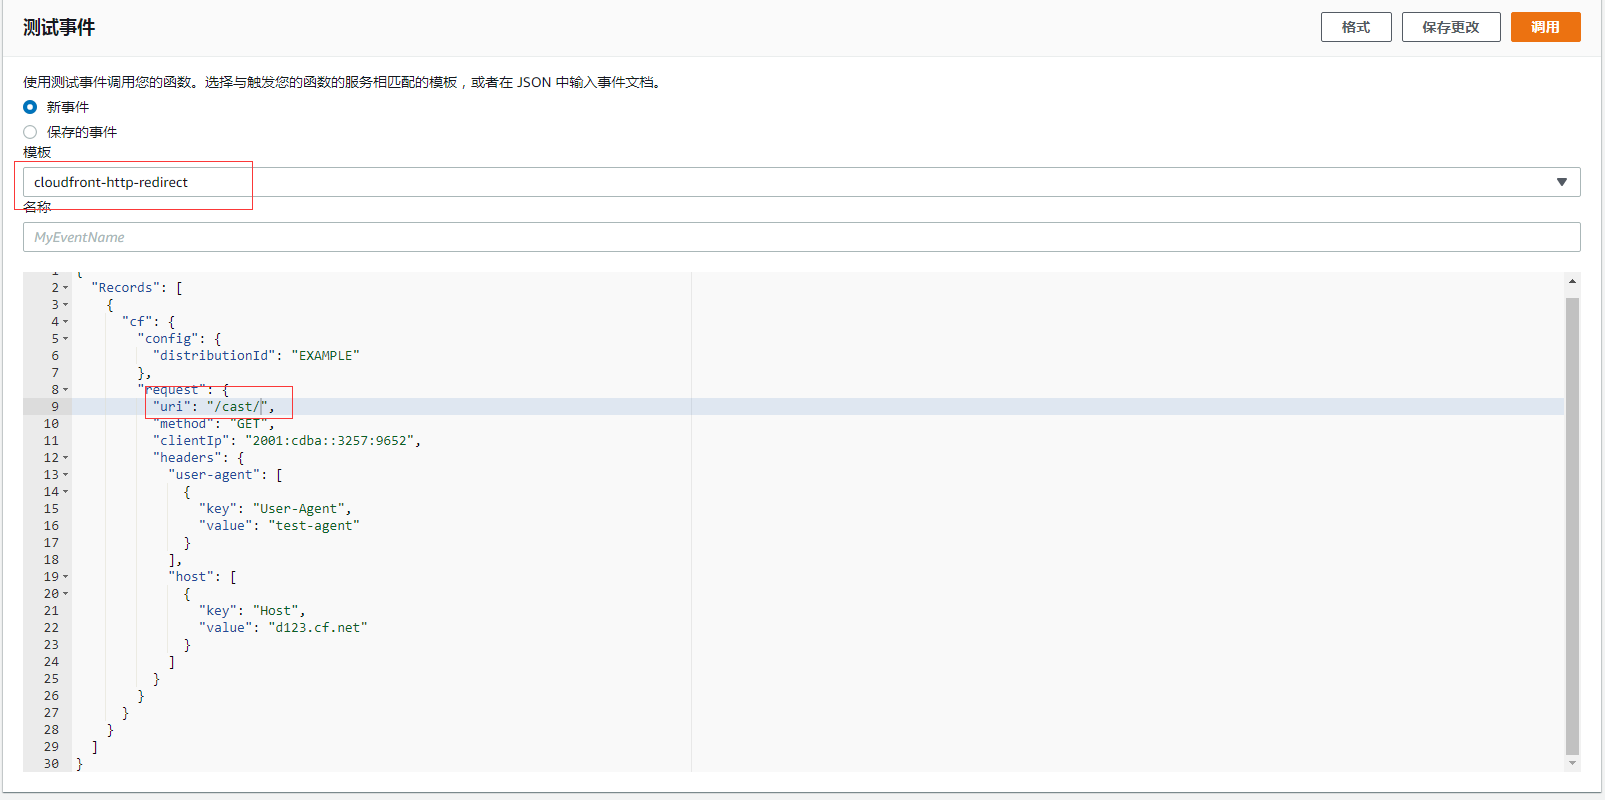 测试事件
格式
保存更改
调用
使用测试事件调用您的函数。选择与触发您的函数的服务相匹配的模板，或者在 JSON 中输入事件文档。
新事件
保存的事件
模板
cloudfront-http-redirect
名称
MyEventName
1 {
2 "Records": [
3 {
4 "cf": {
5 "config": {
6 "distributionId": "EXAMPLE"
7 },
8 "request": {
9 "uri": "/cast/",
10 "method": "GET",
11 "clientIp": "2001:cdba::3257:9652",
12 "headers": {
13 "user-agent": [
14 {
15 "key": "User-Agent",
16 "value": "test-agent"
17 }
18 ],
19 "host": [
20 {
21 "key": "Host",
22 "value": "d123.cf.net"
23 }
24 ]
25 }
26 }
27 }
28 }
29 ]
30 }